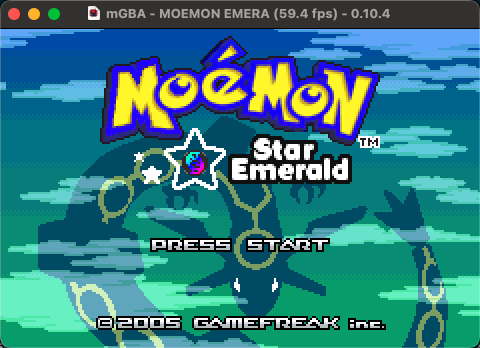 mGBA - MOEMON EMERA (59.4 fps) - 0.10.4
MoéMoN
TM
Star
Emerald
PRESS START
©2005 GAMEFREAK inc.